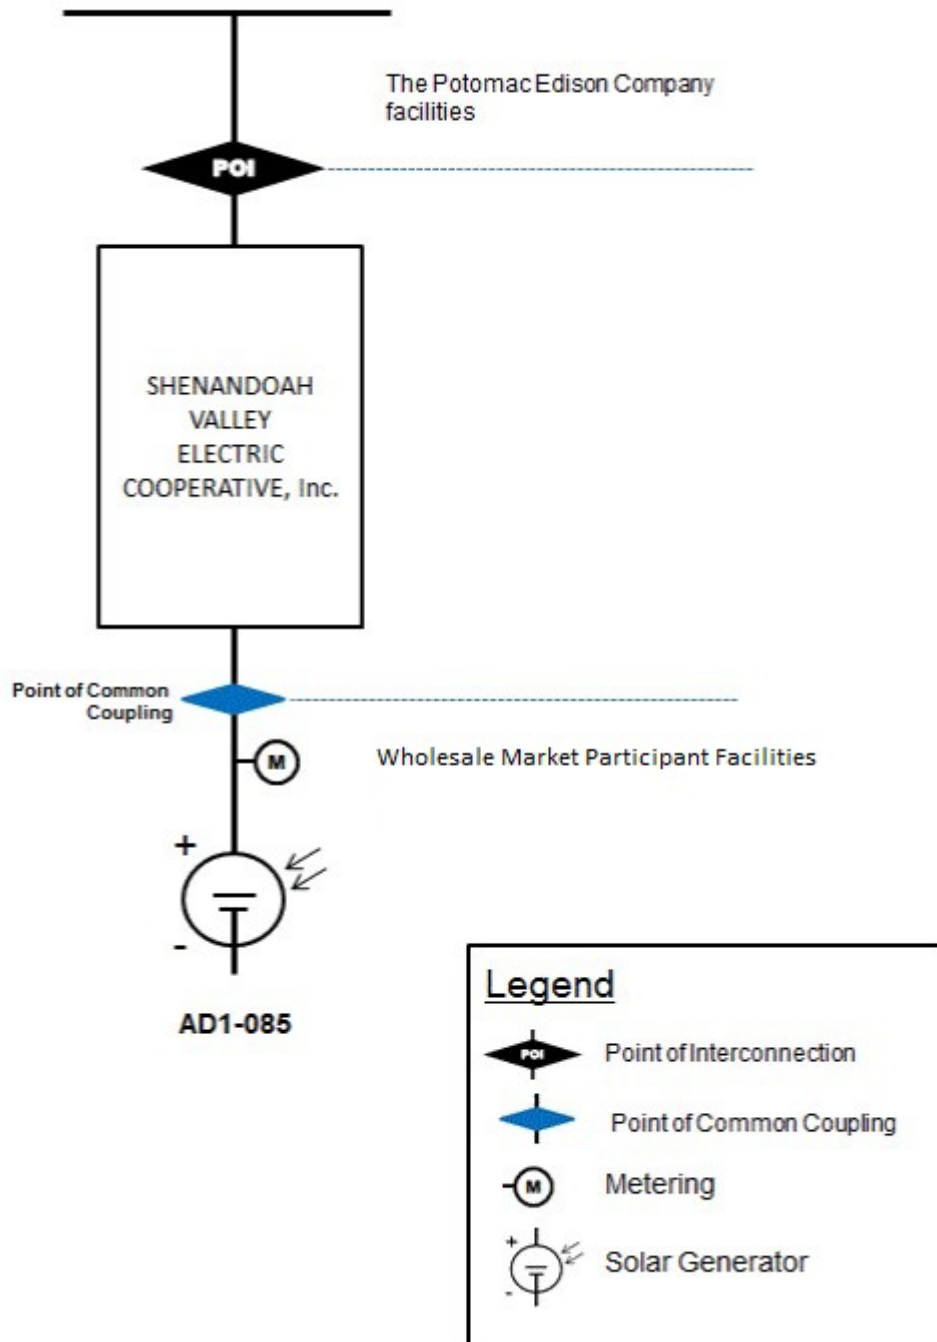 The Potomac Edison Company
facilities
POI
SHENANDOAH
VALLEY
ELECTRIC
COOPERATIVE, Inc.
Point of Common
Coupling
M
Wholesale Market Participant Facilities
+
-
AD1-085
Legend
POI Point of Interconnection
Point of Common Coupling
M Metering
+
- Solar Generator